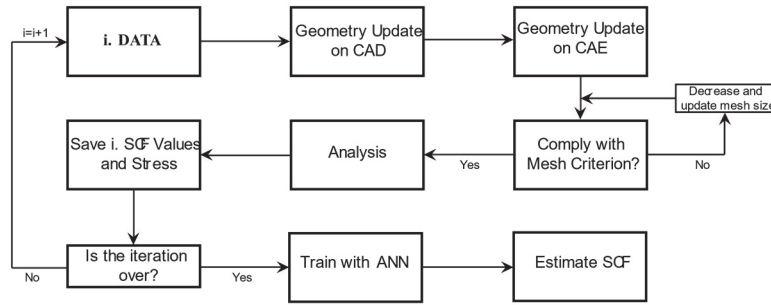 i=i+1
i. DATA
Geometry Update
on CAD
Geometry Update
on CAE
Decrease and
update mesh size
Save i. SCF Values
and Stress
Analysis
Comply with
Mesh Criterion?
Yes
No
Is the iteration
over?
Train with ANN
Estimate SCF
No
Yes